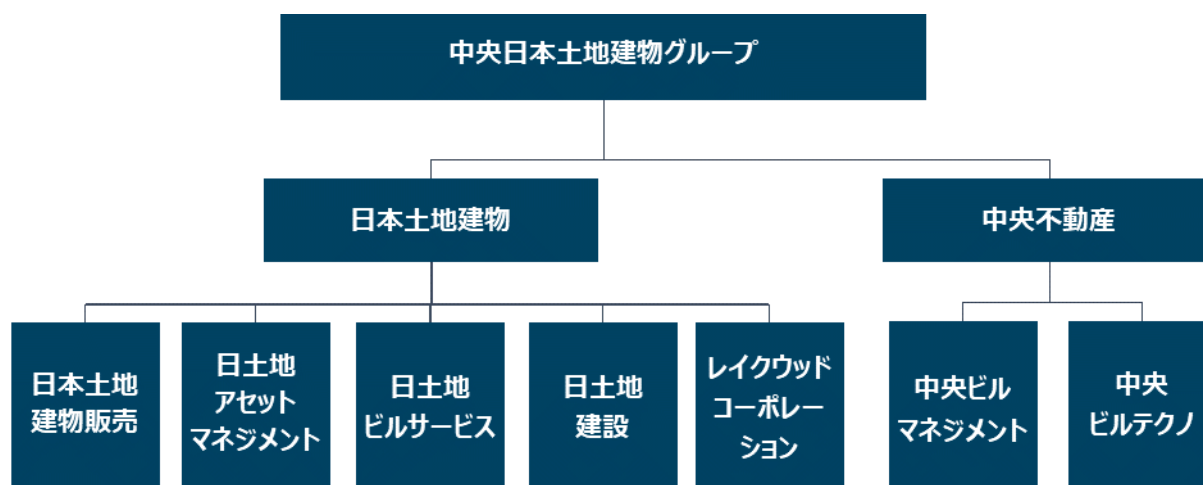 中央日本土地建物グループ
日本土地建物
中央不動産
日本土地
建物販売
日土地
アセット
マネジメント
日土地
ビルサービス
日土地
建設
レイクウッド
コーポレー
ション
中央ビル
マネジメント
中央
ビルテクノ